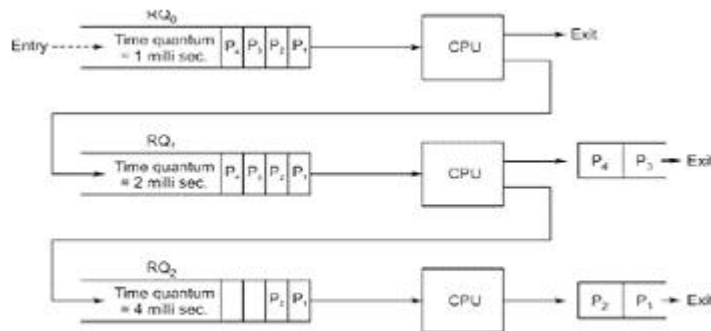 RQ0
Entry
Time quantum = 1 milli sec.
P4 P3 P2 P1
CPU
Exit
RQ1
Time quantum = 2 milli sec.
P4 P3 P2 P1
CPU
P4 P3
Exit
RQ2
Time quantum = 4 milli sec.
P2 P1
CPU
P2 P1
Exit